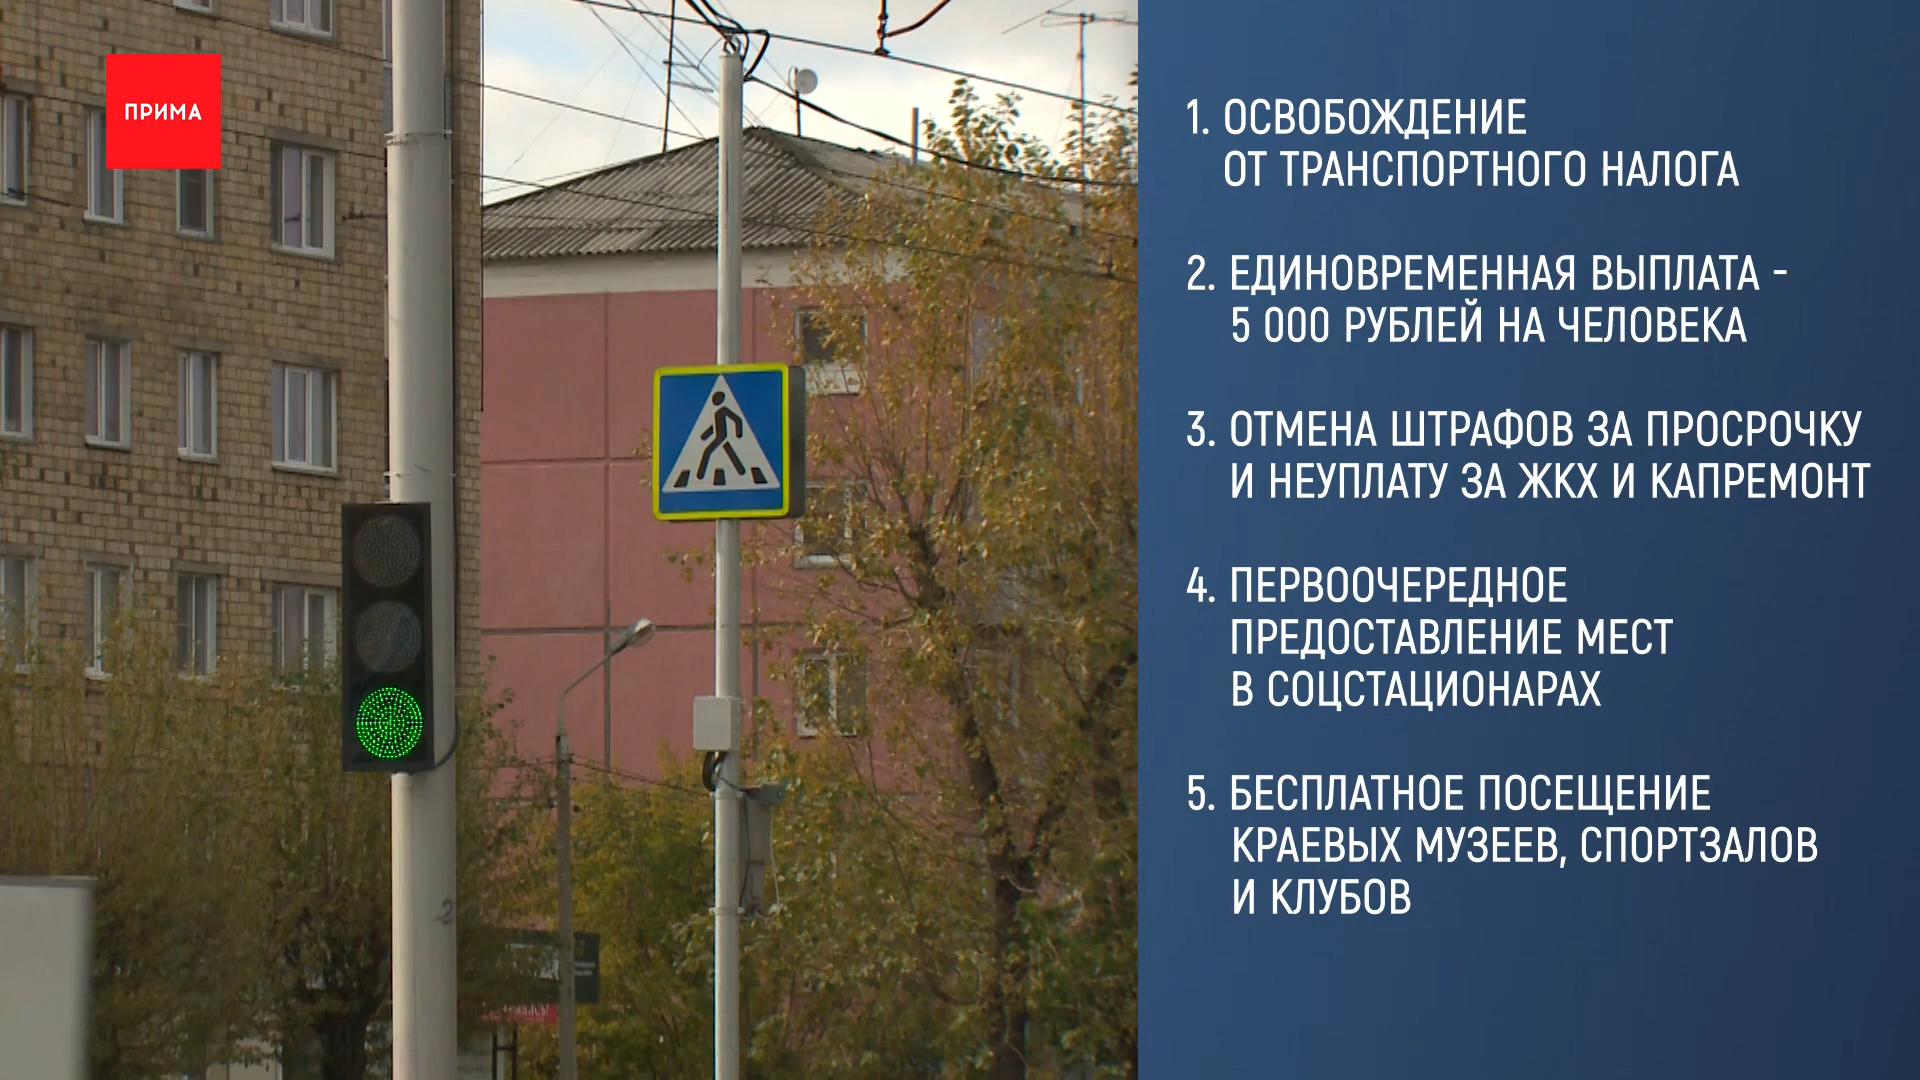 ПРИМА
1. ОСВОБОЖДЕНИЕ
ОТ ТРАНСПОРТНОГО НАЛОГА
2. ЕДИНОВРЕМЕННАЯ ВЫПЛАТА -
5 000 РУБЛЕЙ НА ЧЕЛОВЕКА
3. ОТМЕНА ШТРАФОВ ЗА ПРОСРОЧКУ
И НЕУПЛАТУ ЗА ЖКХ И КАПРЕМОНТ
4. ПЕРВООЧЕРЕДНОЕ
ПРЕДОСТАВЛЕНИЕ МЕСТ
В СОЦСТАЦИОНАРАХ
5. БЕСПЛАТНОЕ ПОСЕЩЕНИЕ
КРАЕВЫХ МУЗЕЕВ, СПОРТЗАЛОВ
И КЛУБОВ